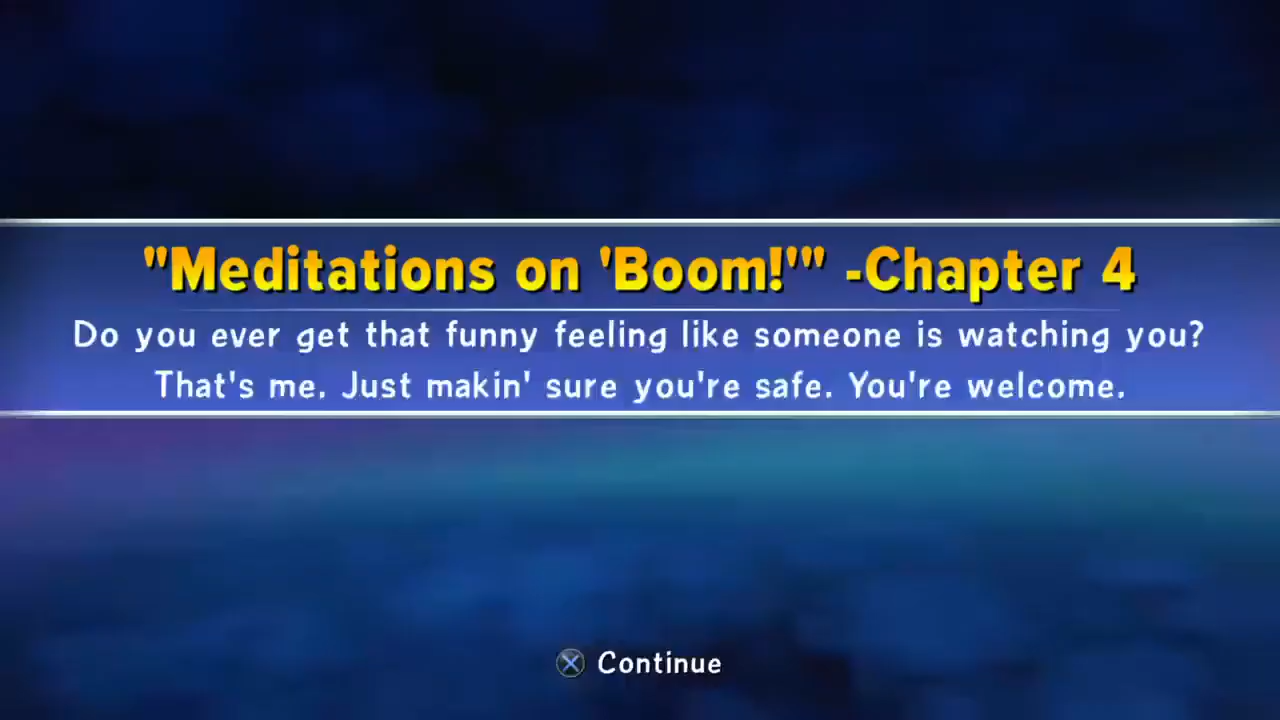 "Meditations on 'Boom!'" -Chapter 4
Do you ever get that funny feeling like someone is watching you?
That's me. Just makin' sure you're safe. You're welcome.
Continue